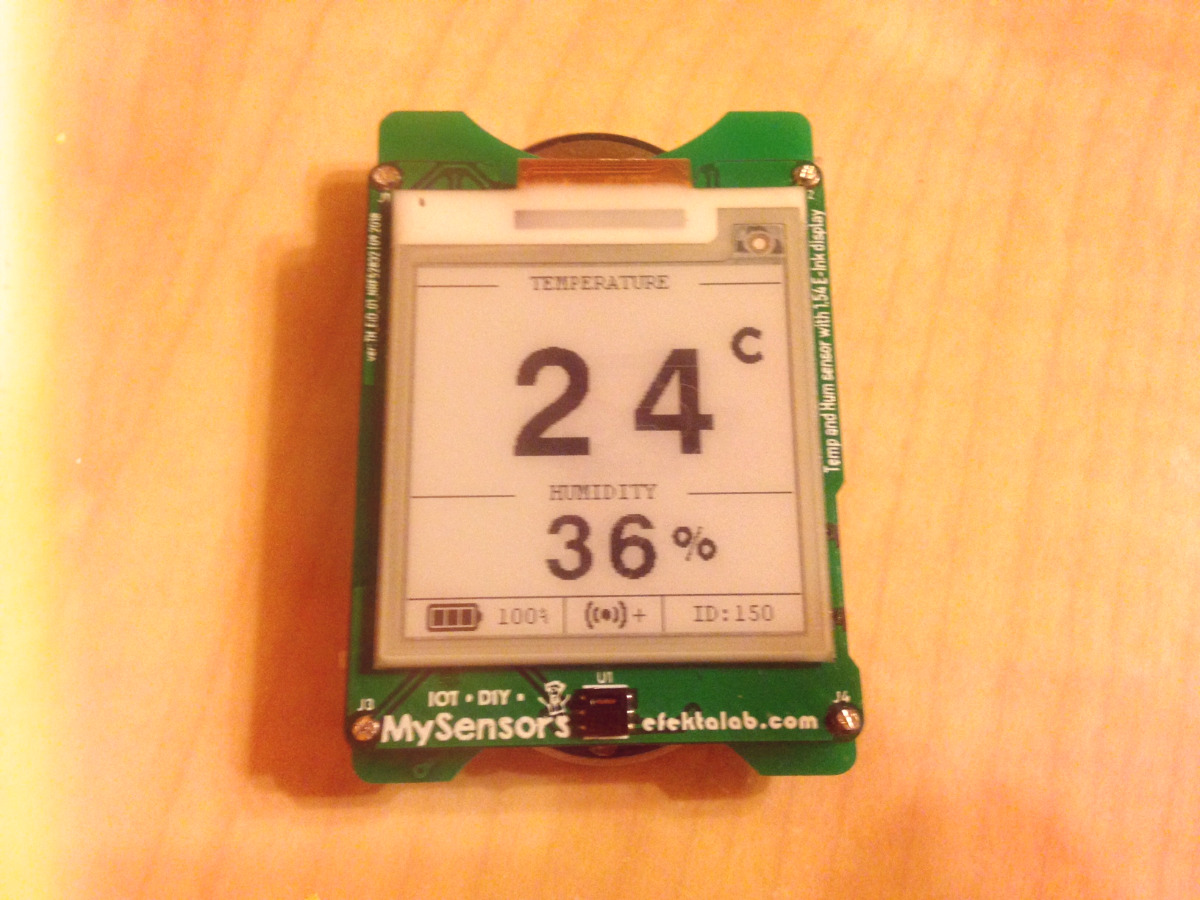 TEMPERATURE
24 C
HUMIDITY
36 %
100%
+
ID:150
U1
J3
IOT • DIY •
J4
MySensors
efektalab.com
Temp and Hum sensor with 1.54 E-Ink display